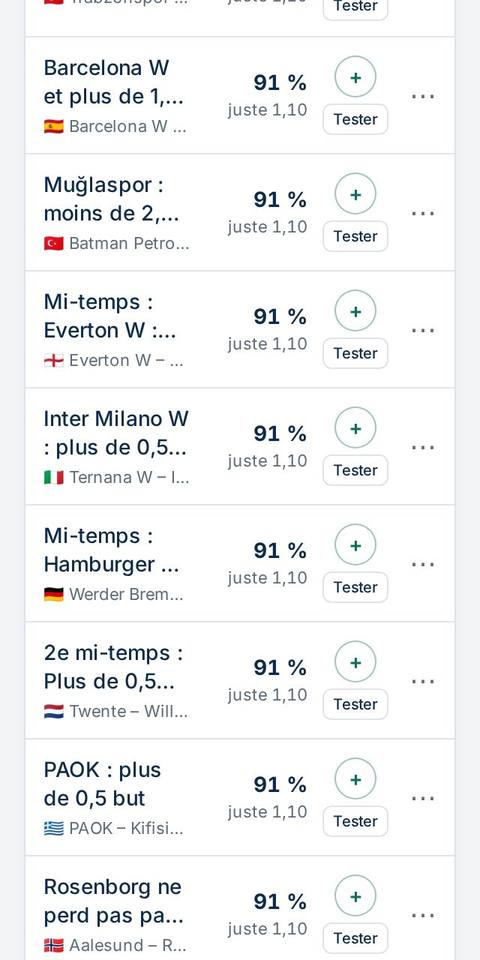 Tester
Barcelona W
et plus de 1,...
91 %
juste 1,10
+
Tester
...
🇪🇸 Barcelona W ...
Muğlaspor :
moins de 2,...
91 %
juste 1,10
+
Tester
...
🇹🇷 Batman Petro...
Mi-temps :
Everton W :...
91 %
juste 1,10
+
Tester
...
🏴󠁧󠁢󠁥󠁮󠁧󠁿 Everton W – ...
Inter Milano W
: plus de 0,5...
91 %
juste 1,10
+
Tester
...
🇮🇹 Ternana W – I...
Mi-temps :
Hamburger ...
91 %
juste 1,10
+
Tester
...
🇩🇪 Werder Brem...
2e mi-temps :
Plus de 0,5...
91 %
juste 1,10
+
Tester
...
🇳🇱 Twente – Will...
PAOK : plus
de 0,5 but
91 %
juste 1,10
+
Tester
...
🇬🇷 PAOK – Kifisi...
Rosenborg ne
perd pas pa...
91 %
juste 1,10
+
Tester
...
🇳🇴 Aalesund – R...